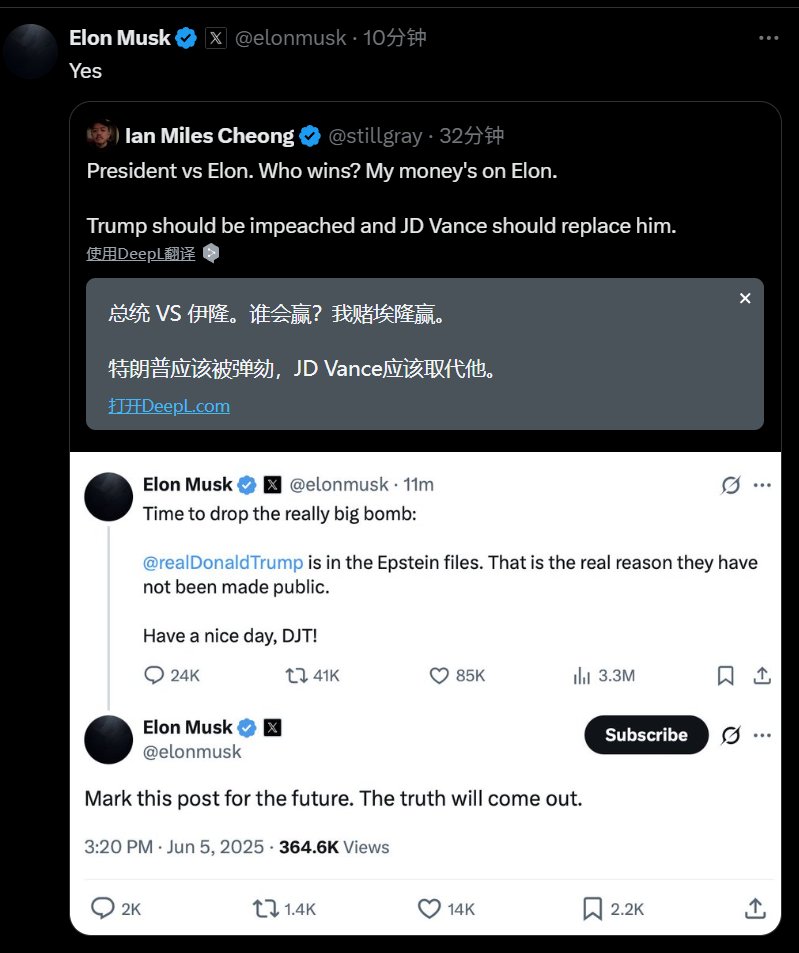 Elon Musk @elonmusk · 10分钟
Yes
Ian Miles Cheong @stillgray · 32分钟
President vs Elon. Who wins? My money's on Elon.
Trump should be impeached and JD Vance should replace him.
使用DeepL翻译
总统 VS 伊隆。谁会赢？我赌埃隆赢。
特朗普应该被弹劾，JD Vance应该取代他。
打开DeepL.com
Elon Musk @elonmusk · 11m
Time to drop the really big bomb:
@realDonaldTrump is in the Epstein files. That is the real reason they have
not been made public.
Have a nice day, DJT!
24K 41K 85K 3.3M
Elon Musk
@elonmusk
Subscribe
Mark this post for the future. The truth will come out.
3:20 PM · Jun 5, 2025 · 364.6K Views
2K 1.4K 14K 2.2K